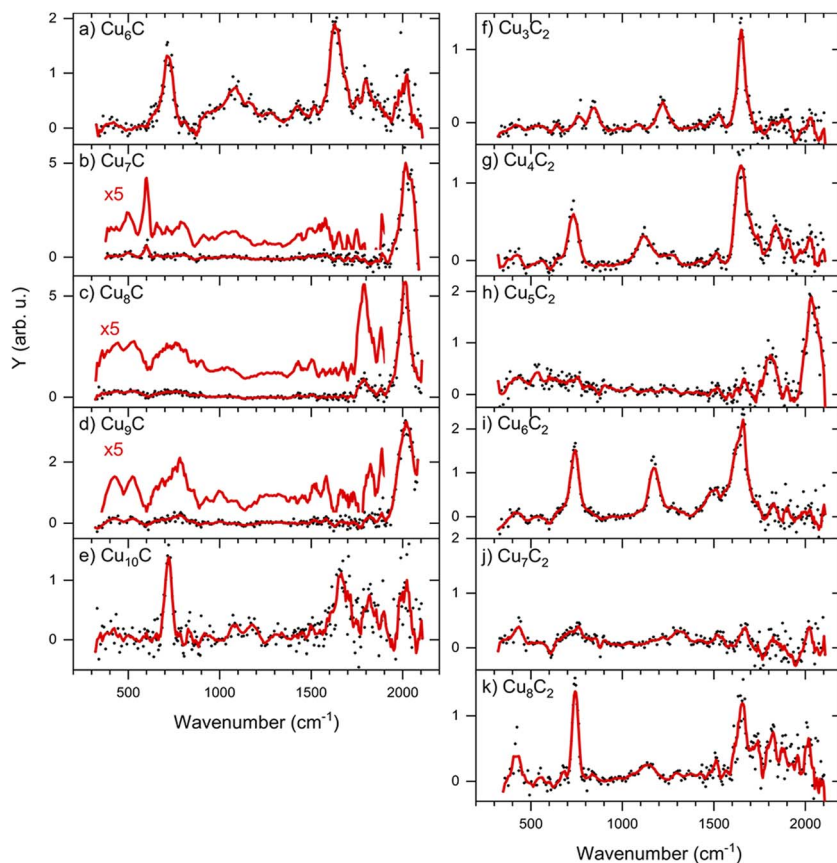 a) Cu6C
2
1
0
b) Cu7C
x5
5
0
c) Cu8C
x5
5
0
d) Cu9C
x5
2
0
e) Cu10C
1
0
500 1000 1500 2000
Wavenumber (cm-1)
Y (arb. u.)
f) Cu3C2
1
0
g) Cu4C2
1
0
h) Cu5C2
2
1
0
i) Cu6C2
2
1
0
j) Cu7C2
2
1
0
k) Cu8C2
1
0
500 1000 1500 2000
Wavenumber (cm-1)